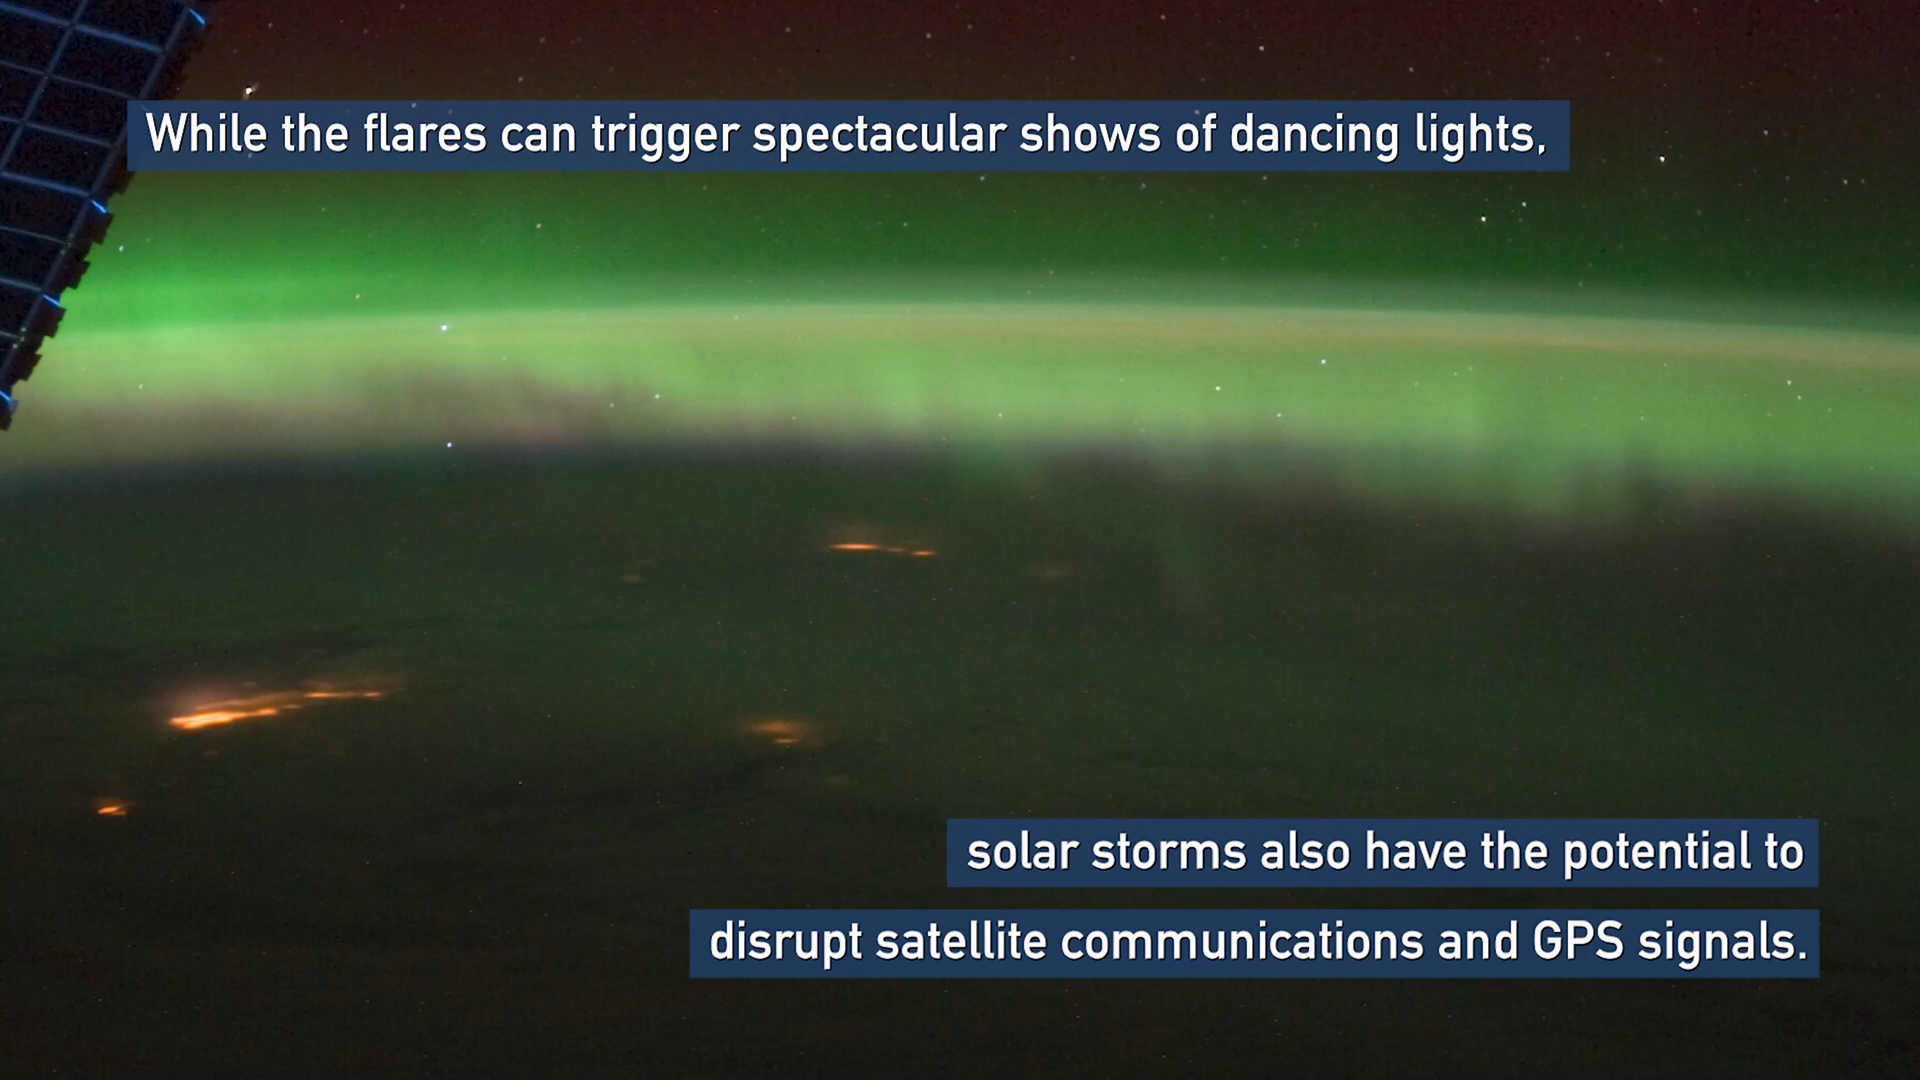 While the flares can trigger spectacular shows of dancing lights,
solar storms also have the potential to
disrupt satellite communications and GPS signals.